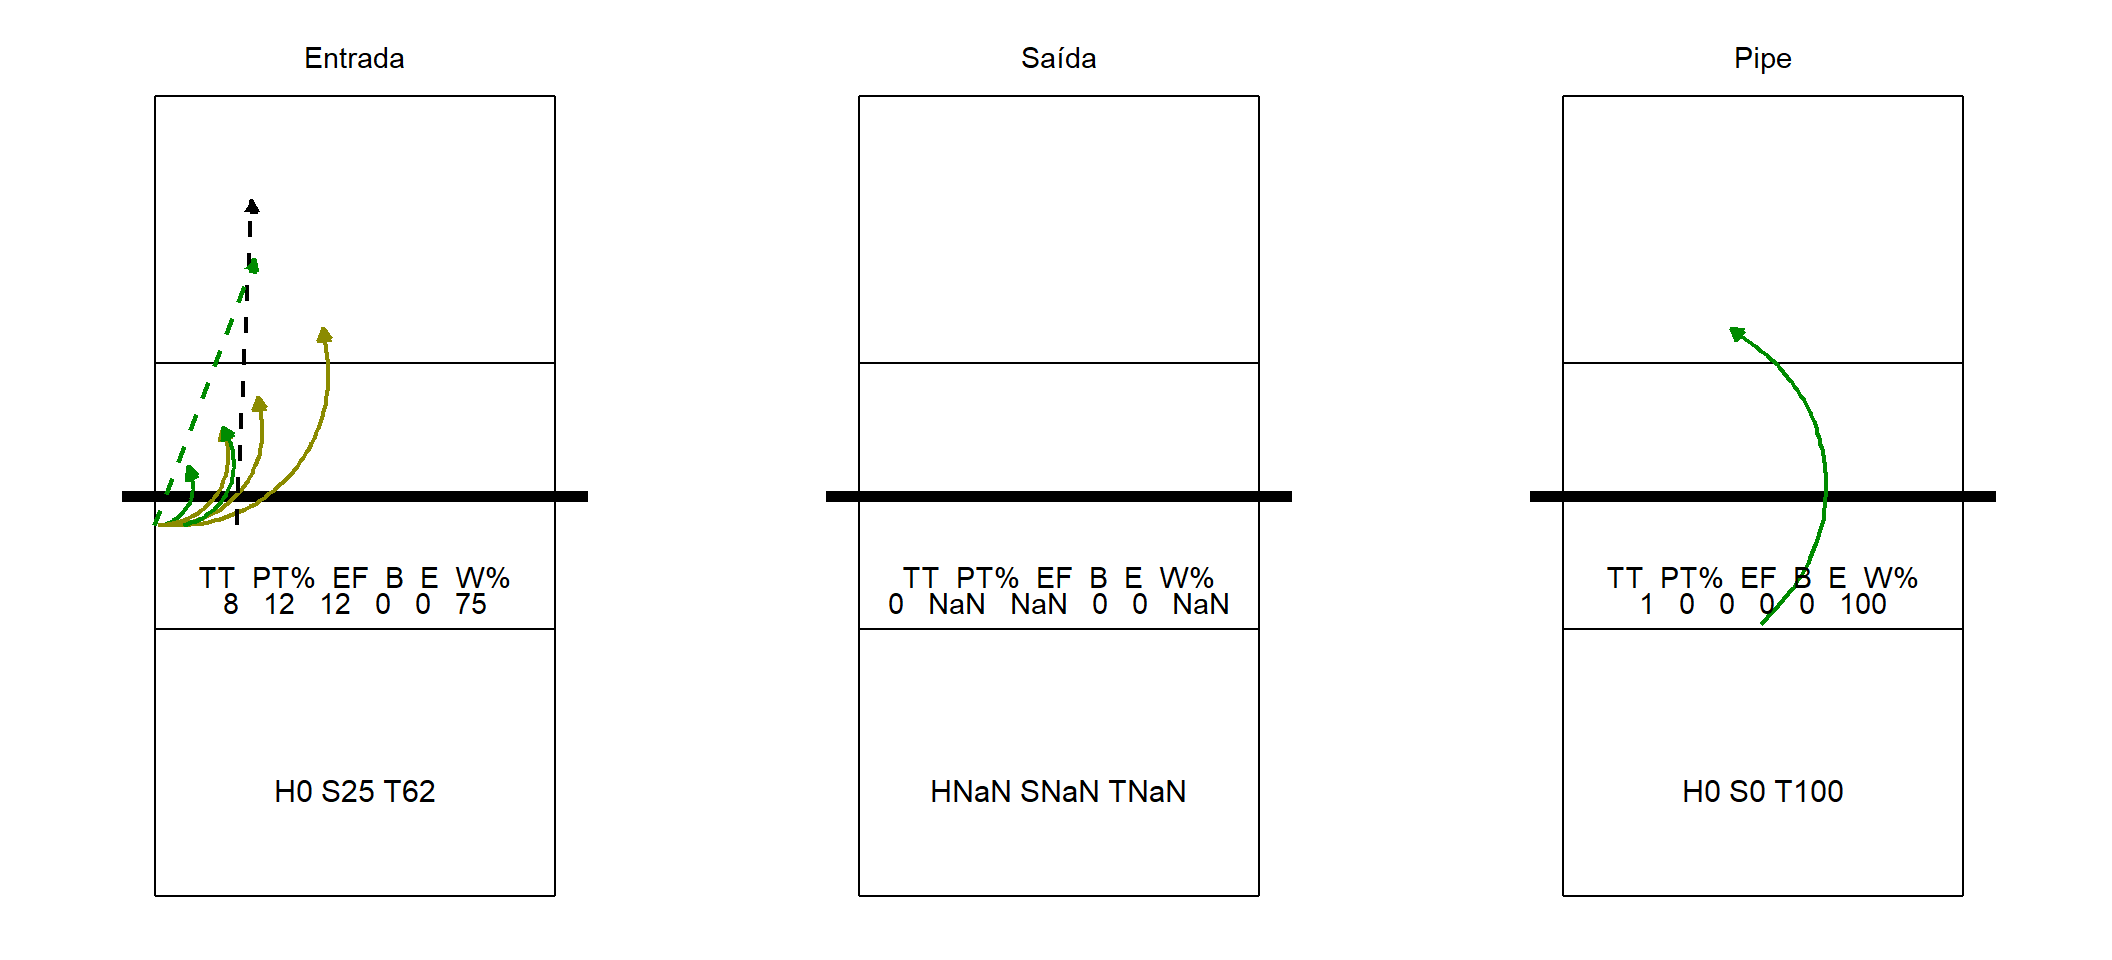 Entrada
TT PT% EF B E W%
8 12 12 0 0 75
H0 S25 T62
Saída
TT PT% EF B E W%
0 NaN NaN 0 0 NaN
HNaN SNaN TNaN
Pipe
TT PT% EF B E W%
1 0 0 0 0 100
H0 S0 T100